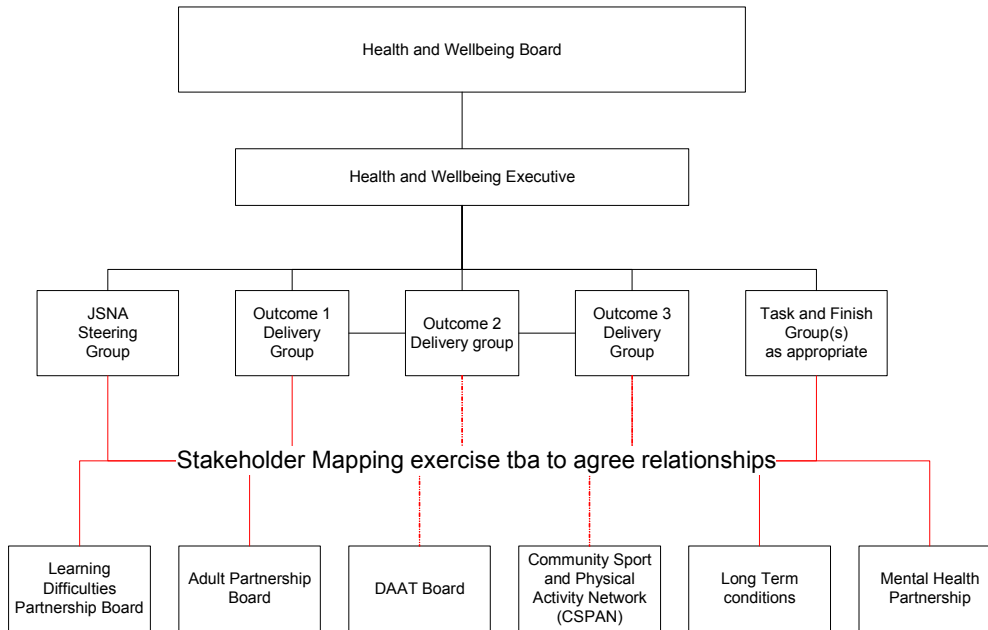 Health and Wellbeing Board
Health and Wellbeing Executive
JSNA
Steering
Group
Outcome 1
Delivery
Group
Outcome 2
Delivery group
Outcome 3
Delivery
Group
Task and Finish
Group(s)
as appropriate
Stakeholder Mapping exercise tba to agree relationships
Learning
Difficulties
Partnership Board
Adult Partnership
Board
DAAT Board
Community Sport
and Physical
Activity Network
(CSPAN)
Long Term
conditions
Mental Health
Partnership